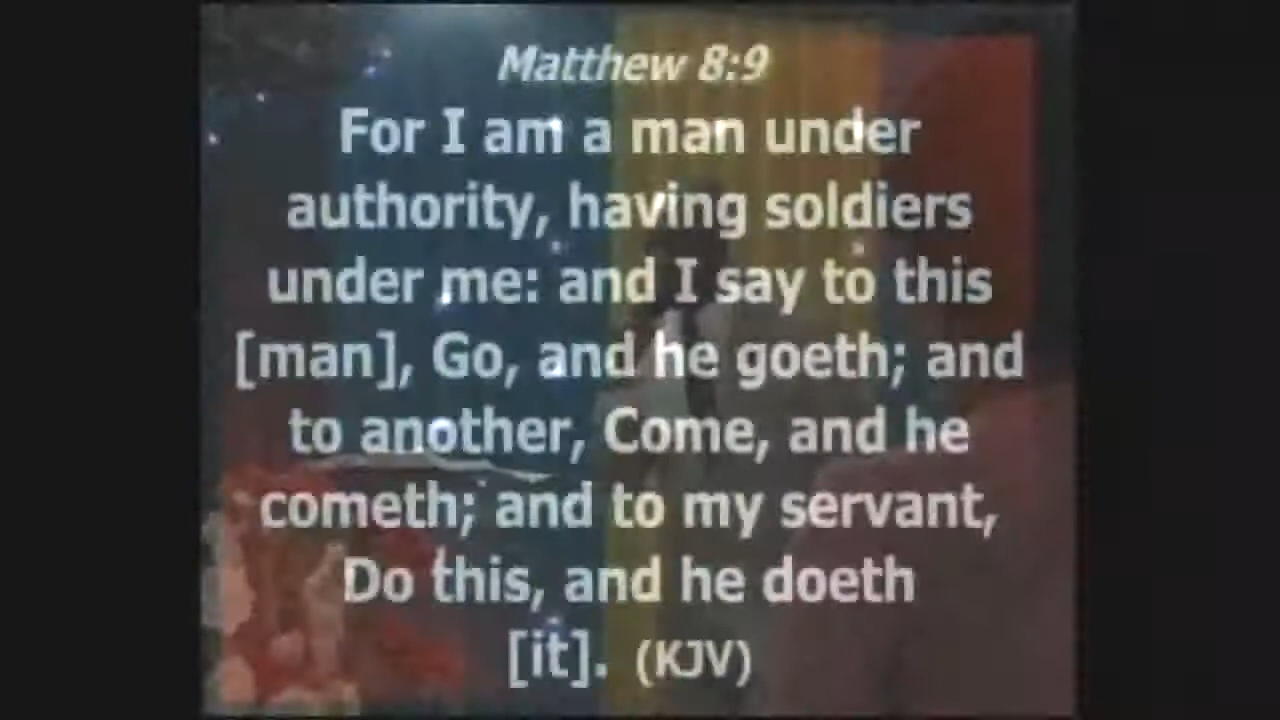 Matthew 8:9
For I am a man under
authority, having soldiers
under me: and I say to this
[man], Go, and he goeth; and
to another, Come, and he
cometh; and to my servant,
Do this, and he doeth
[it]. (KJV)